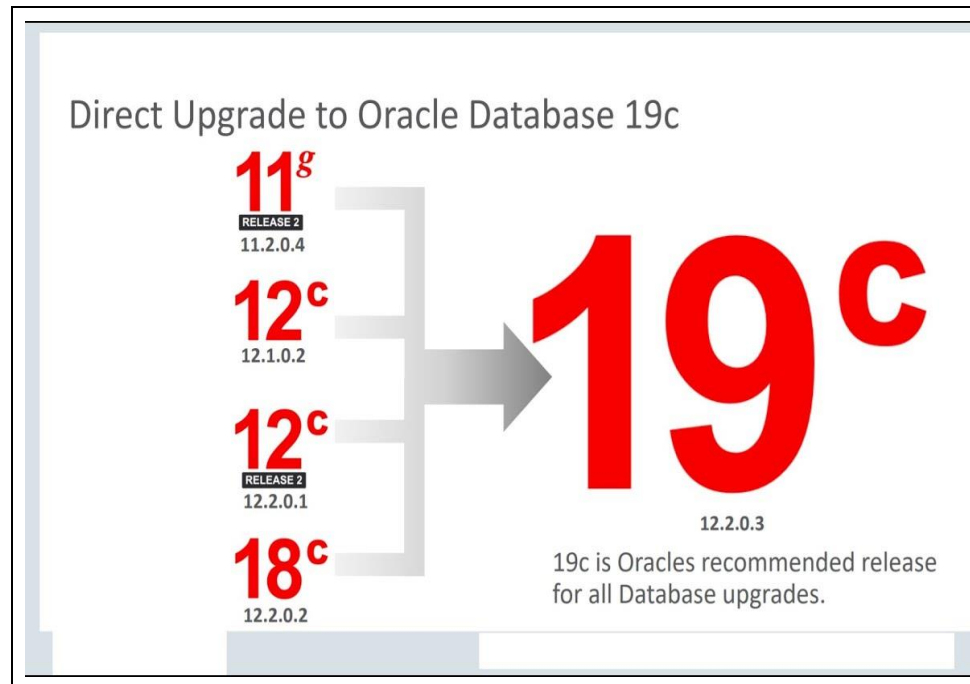 Direct Upgrade to Oracle Database 19c
11g
RELEASE 2
11.2.0.4
12c
12.1.0.2
12c
RELEASE 2
12.2.0.1
18c
12.2.0.2
19c
12.2.0.3
19c is Oracles recommended release
for all Database upgrades.